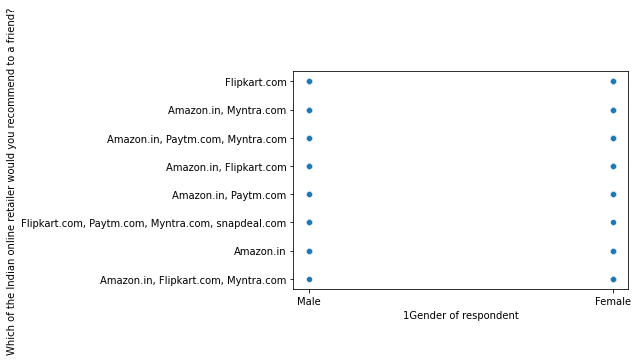 Which of the Indian online retailer would you recommend to a friend?
Flipkart.com
Amazon.in, Myntra.com
Amazon.in, Paytm.com, Myntra.com
Amazon.in, Flipkart.com
Amazon.in, Paytm.com
Flipkart.com, Paytm.com, Myntra.com, snapdeal.com
Amazon.in
Amazon.in, Flipkart.com, Myntra.com
Male
Female
1Gender of respondent